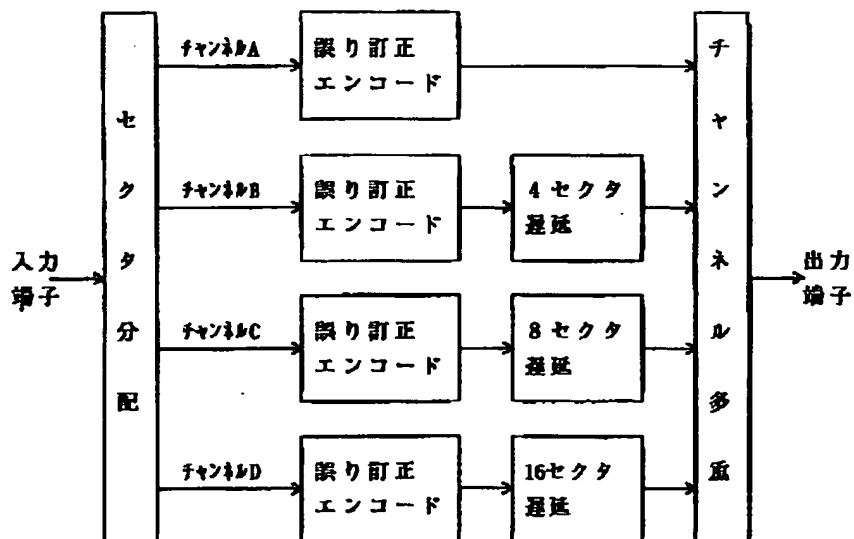 入力
端子
セクタ分配
チャンネルA
誤り訂正
エンコード
チャンネルB
誤り訂正
エンコード
4セクタ
遅延
チャンネルC
誤り訂正
エンコード
8セクタ
遅延
チャンネルD
誤り訂正
エンコード
16セクタ
遅延
チャンネル多重
出力
端子